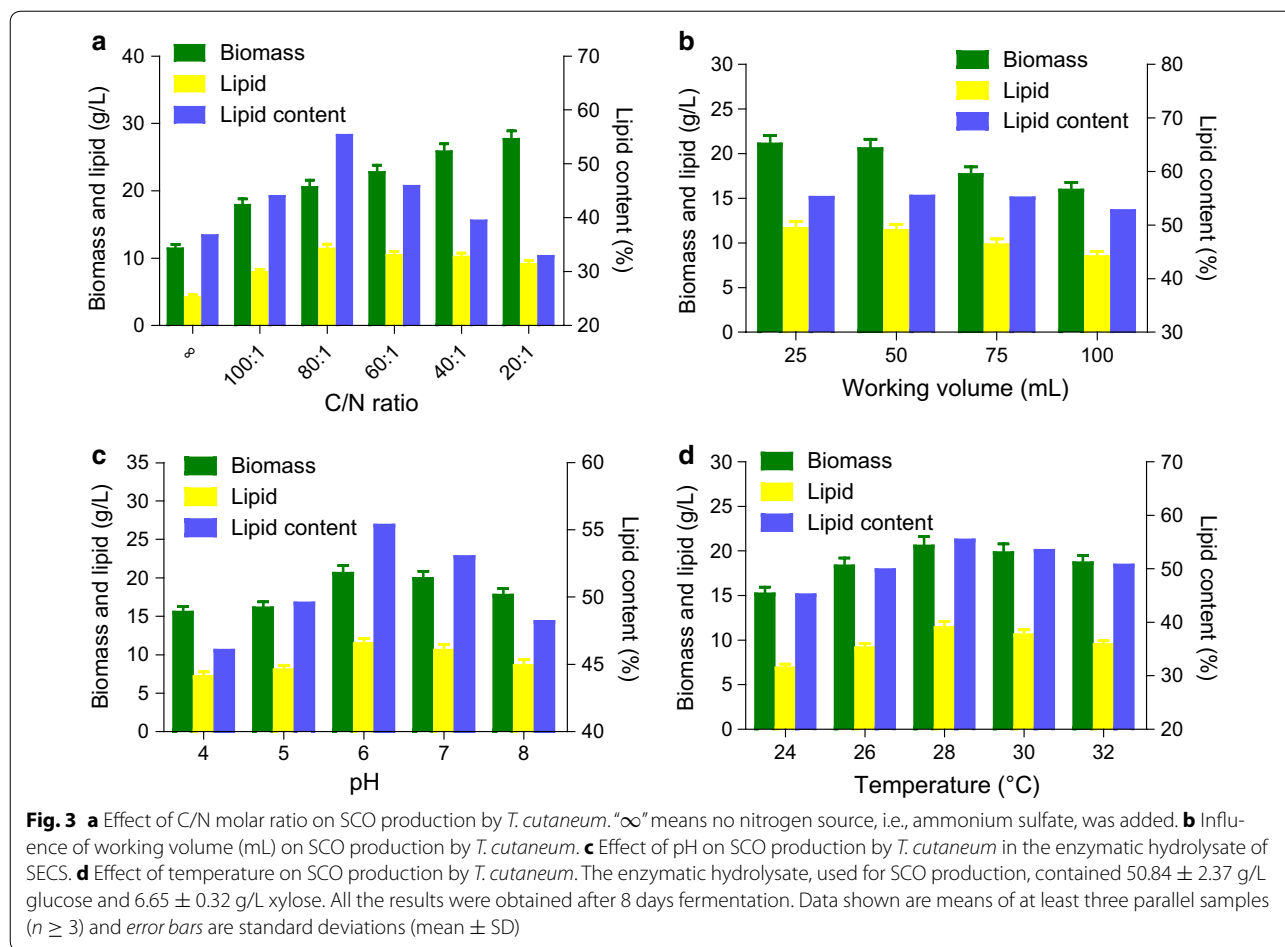 a
Biomass
Lipid
Lipid content
Biomass and lipid (g/L)
40
30
20
10
0
Lipid content (%)
70
60
50
40
30
20
∞
100:1
80:1
60:1
40:1
20:1
C/N ratio
b
Biomass
Lipid
Lipid content
Biomass and lipid (g/L)
30
25
20
15
10
5
0
Lipid content (%)
80
70
60
50
40
30
25 50 75 100
Working volume (mL)
c
Biomass
Lipid
Lipid content
Biomass and lipid (g/L)
35
30
25
20
15
10
5
0
Lipid content (%)
60
55
50
45
40
4 5 6 7 8
pH
d
Biomass
Lipid
Lipid content
Biomass and lipid (g/L)
30
25
20
15
10
5
0
Lipid content (%)
70
60
50
40
30
20
24 26 28 30 32
Temperature (°C)
Fig. 3 a Effect of C/N molar ratio on SCO production by T. cutaneum. “∞” means no nitrogen source, i.e., ammonium sulfate, was added. b Influ-
ence of working volume (mL) on SCO production by T. cutaneum. c Effect of pH on SCO production by T. cutaneum in the enzymatic hydrolysate of
SECS. d Effect of temperature on SCO production by T. cutaneum. The enzymatic hydrolysate, used for SCO production, contained 50.84 ± 2.37 g/L
glucose and 6.65 ± 0.32 g/L xylose. All the results were obtained after 8 days fermentation. Data shown are means of at least three parallel samples
(n ≥ 3) and error bars are standard deviations (mean ± SD)